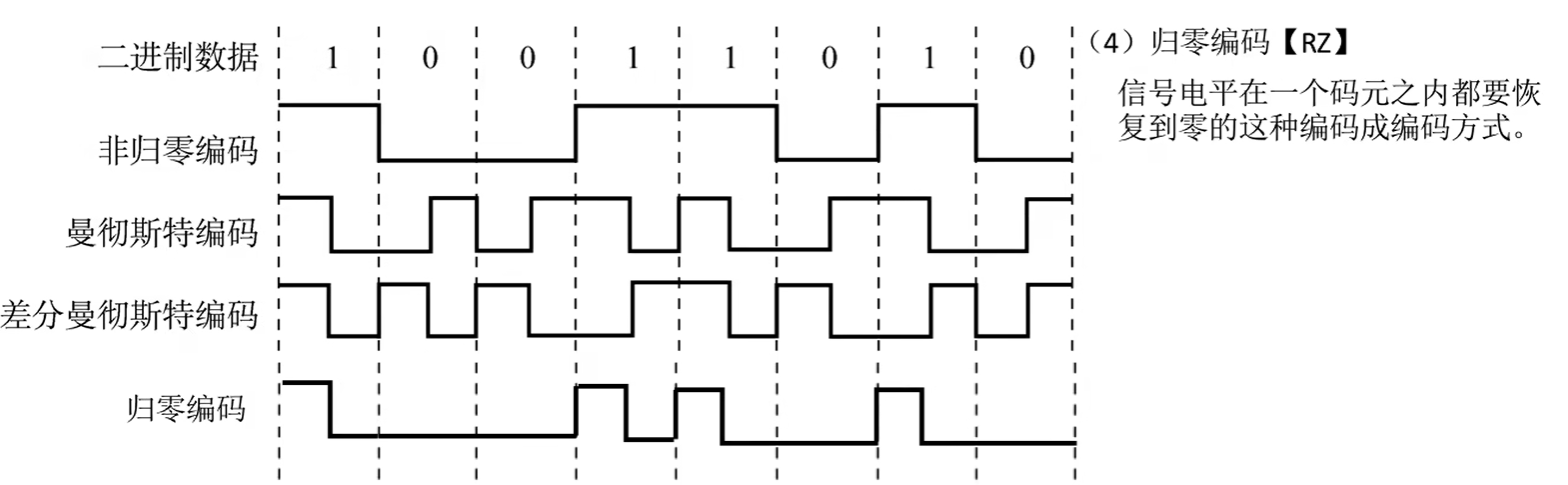 二进制数据 1 0 0 1 1 0 1 0
（4）归零编码【RZ】
信号电平在一个码元之内都要恢
复到零的这种编码成编码方式。
非归零编码
曼彻斯特编码
差分曼彻斯特编码
归零编码